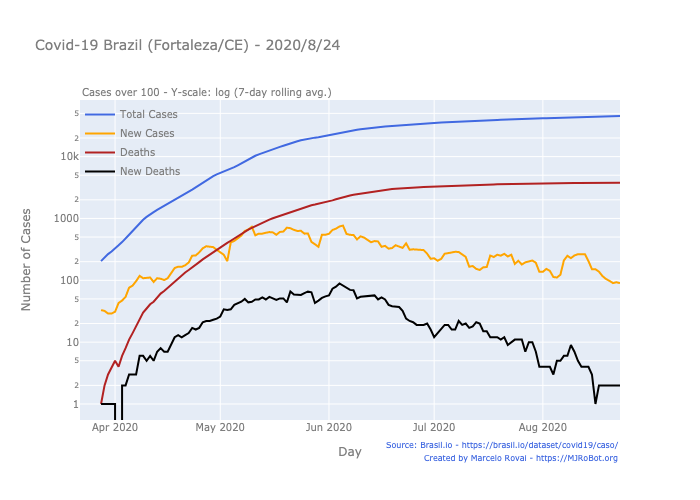 Covid-19 Brazil (Fortaleza/CE) - 2020/8/24
Cases over 100 - Y-scale: log (7-day rolling avg.)
Total Cases
New Cases
Deaths
New Deaths
Number of Cases
5
2
10k
5
2
1000
5
2
100
5
2
10
5
2
1
Apr 2020 May 2020 Jun 2020 Jul 2020 Aug 2020
Day
Source: Brasil.io - https://brasil.io/dataset/covid19/caso/
Created by Marcelo Rovai - https://MJRoBot.org